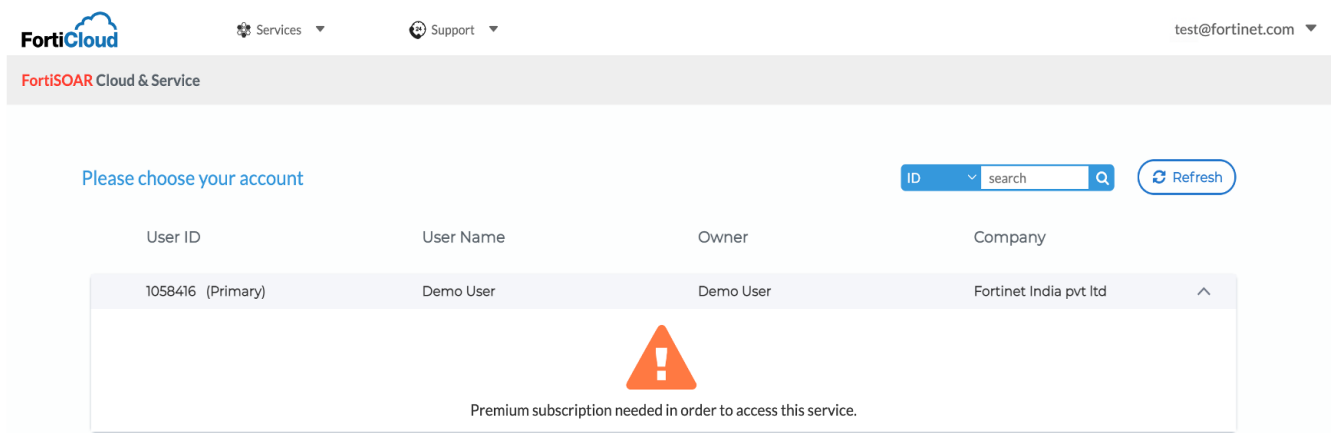 FortiCloud Services Support test@fortinet.com
FortiSOAR Cloud & Service
Please choose your account ID search Refresh
User ID User Name Owner Company
1058416 (Primary) Demo User Demo User Fortinet India pvt ltd
Premium subscription needed in order to access this service.